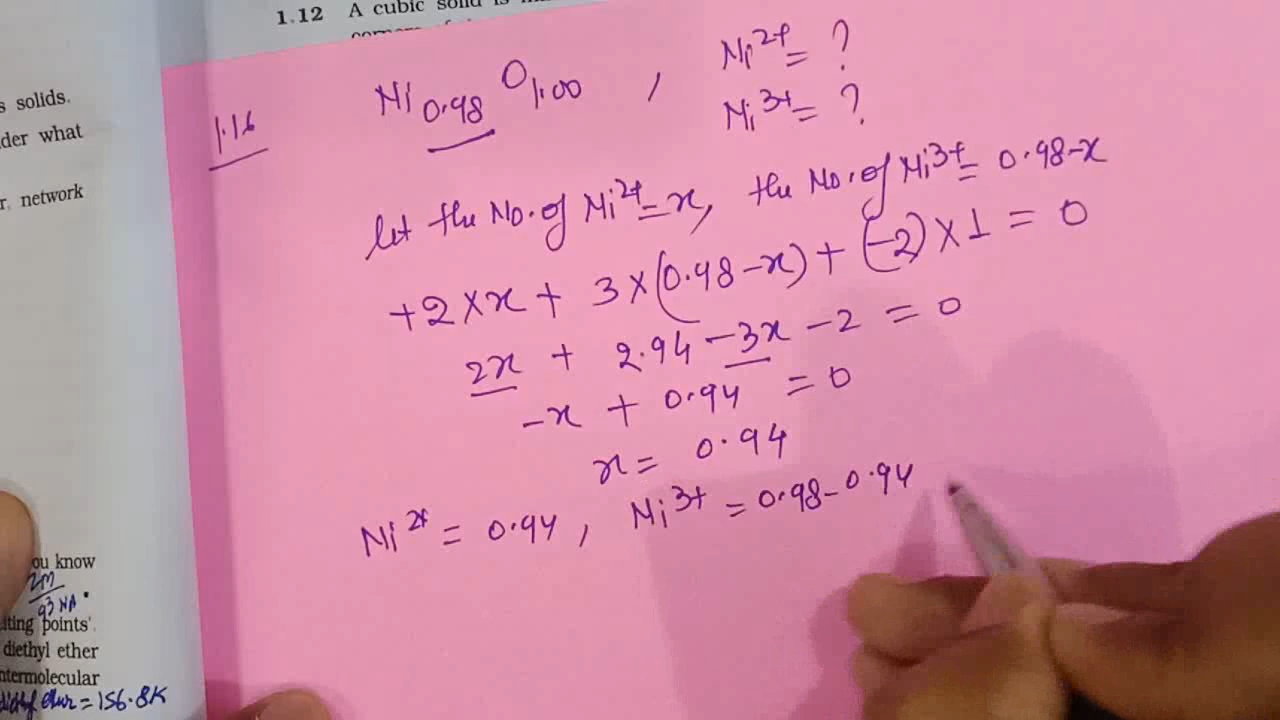 1.12 A cubic solid is
s solids.
der what
r, network
1.16
Ni0.98 O1.00 , Ni2+ = ?
Ni3+ = ?
let the No. of Ni2+ = x, the No. of Ni3+ = 0.98-x
+2 × x + 3 × (0.98 - x) + (-2) × 1 = 0
2x + 2.94 - 3x - 2 = 0
-x + 0.94 = 0
x = 0.94
Ni2+ = 0.94, Ni3+ = 0.98 - 0.94
ou know
iting points'.
diethyl ether
ntermolecular
= 156.8K